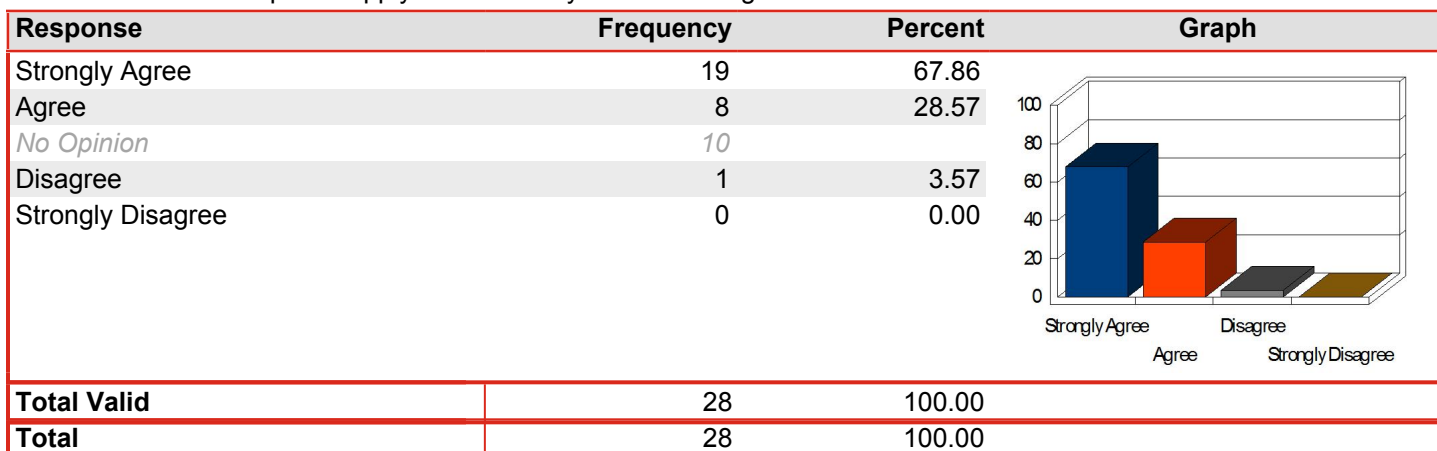 Response Frequency Percent Graph
Strongly Agree 19 67.86
Agree 8 28.57
No Opinion 10
Disagree 1 3.57
Strongly Disagree 0 0.00
100
80
60
40
20
0
Strongly Agree Disagree
Agree Strongly Disagree
Total Valid 28 100.00
Total 28 100.00